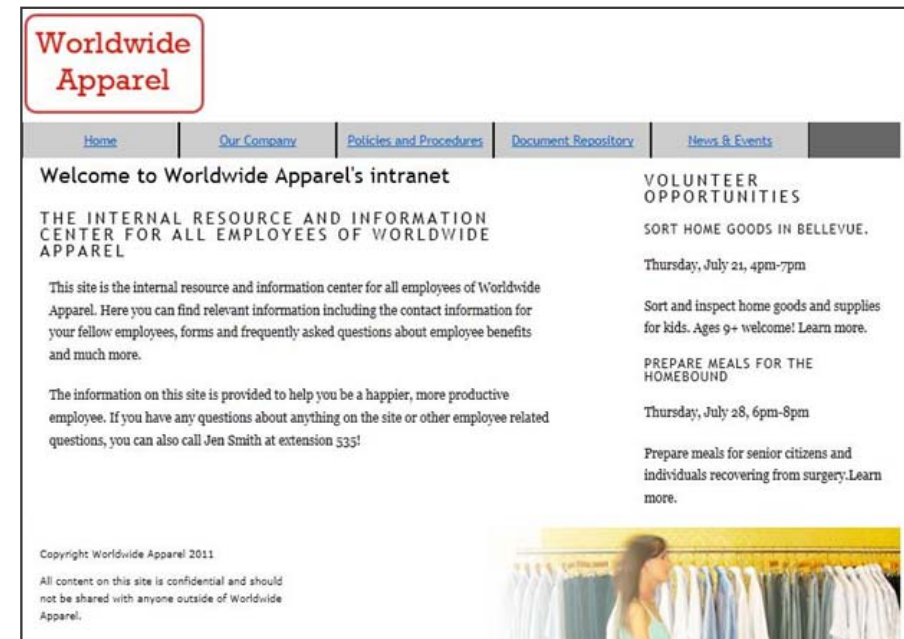 Worldwide
Apparel
Home Our Company Policies and Procedures Document Repository News & Events
Welcome to Worldwide Apparel's intranet
THE INTERNAL RESOURCE AND INFORMATION
CENTER FOR ALL EMPLOYEES OF WORLDWIDE
APPAREL
This site is the internal resource and information center for all employees of Worldwide
Apparel. Here you can find relevant information including the contact information for
your fellow employees, forms and frequently asked questions about employee benefits
and much more.
The information on this site is provided to help you be a happier, more productive
employee. If you have any questions about anything on the site or other employee related
questions, you can also call Jen Smith at extension 535!
VOLUNTEER
OPPORTUNITIES
SORT HOME GOODS IN BELLEVUE.
Thursday, July 21, 4pm-7pm
Sort and inspect home goods and supplies
for kids. Ages 9+ welcome! Learn more.
PREPARE MEALS FOR THE
HOMEBOUND
Thursday, July 28, 6pm-8pm
Prepare meals for senior citizens and
individuals recovering from surgery.Learn
more.
Copyright Worldwide Apparel 2011
All content on this site is confidential and should
not be shared with anyone outside of Worldwide
Apparel.